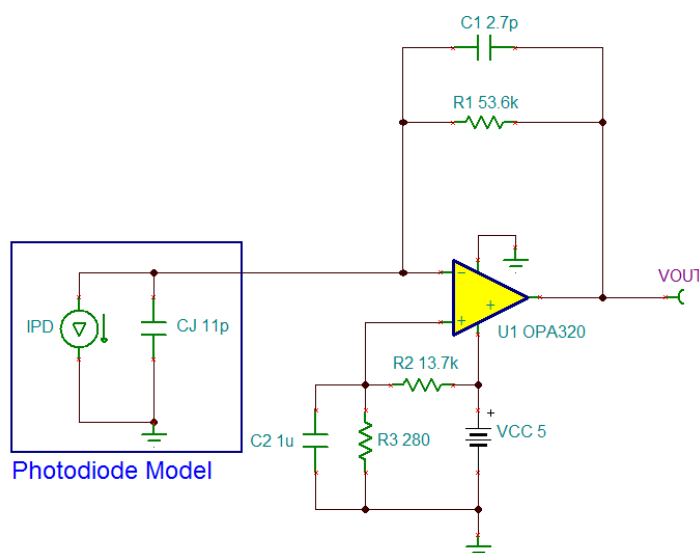 C1 2.7p
R1 53.6k
VOUT
IPD
CJ 11p
U1 OPA320
R2 13.7k
C2 1u
R3 280
VCC 5
Photodiode Model